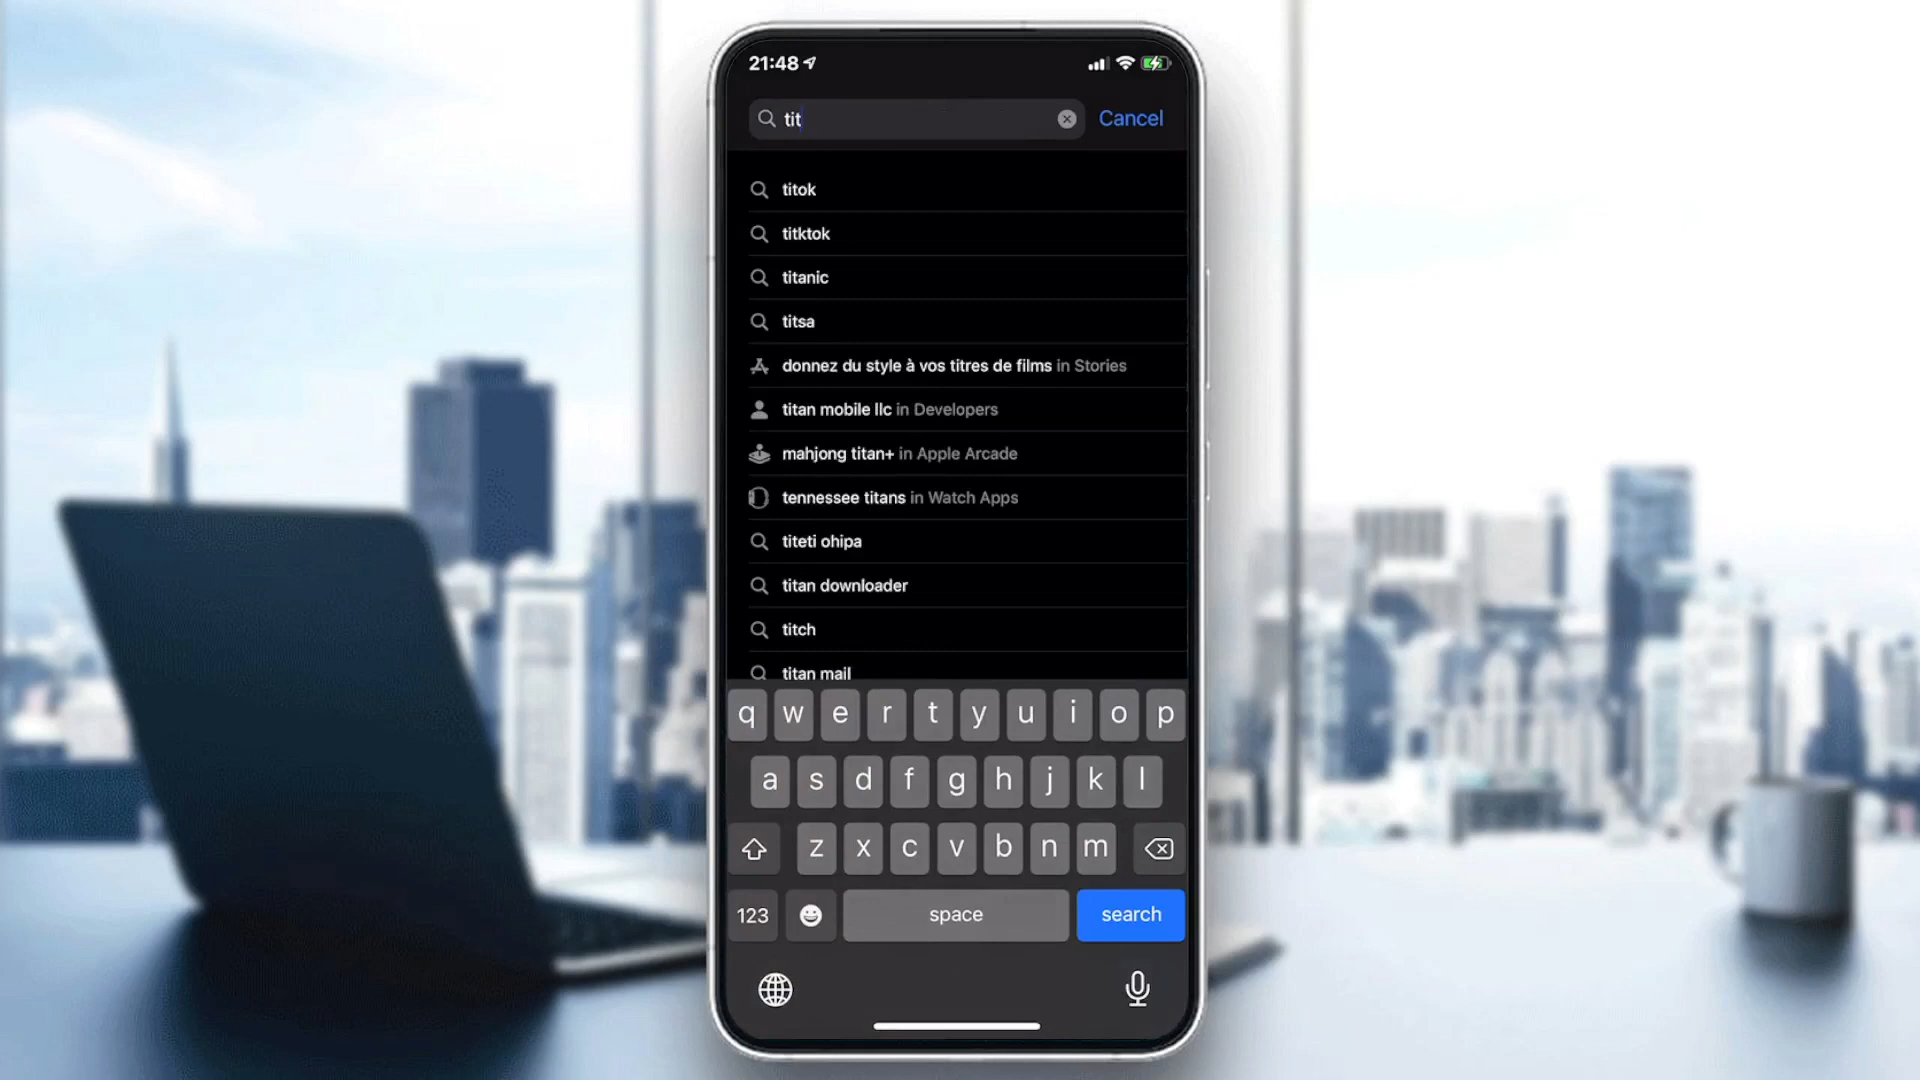 21:48
tit
Cancel
titok
titktok
titanic
titsa
donnez du style à vos titres de films in Stories
titan mobile llc in Developers
mahjong titan+ in Apple Arcade
tennessee titans in Watch Apps
titeti ohipa
titan downloader
titch
titan mail
q w e r t y u i o p
a s d f g h j k l
z x c v b n m
123 space search